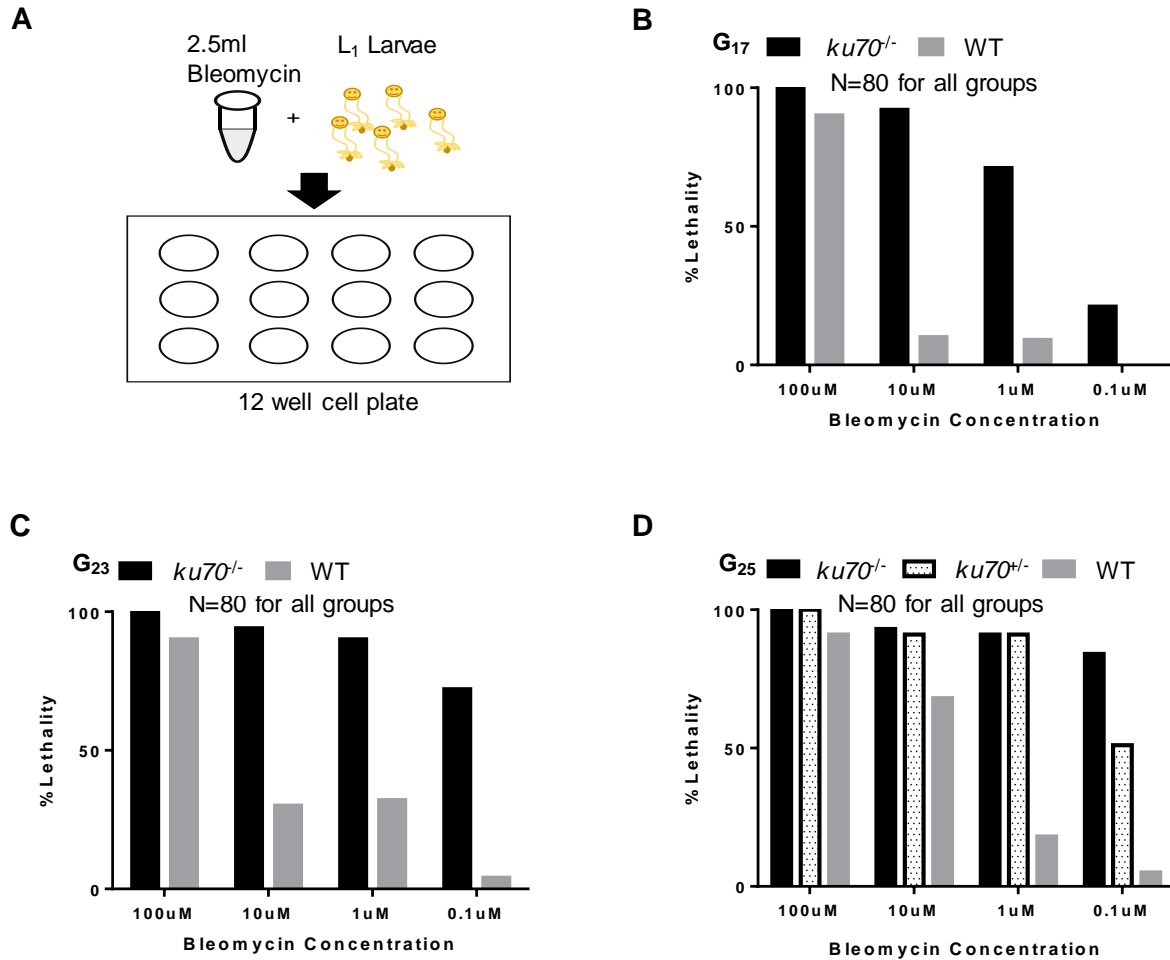 A
2.5ml
Bleomycin
L₁ Larvae
+
12 well cell plate
B
G₁₇ ku70⁻/⁻ WT
N=80 for all groups
100
50
0
% Lethality
100uM 10uM 1uM 0.1uM
Bleomycin Concentration
C
G₂₃ ku70⁻/⁻ WT
N=80 for all groups
100
50
0
% Lethality
100uM 10uM 1uM 0.1uM
Bleomycin Concentration
D
G₂₅ ku70⁻/⁻ ku70⁺/⁻ WT
N=80 for all groups
100
50
0
% Lethality
100uM 10uM 1uM 0.1uM
Bleomycin Concentration